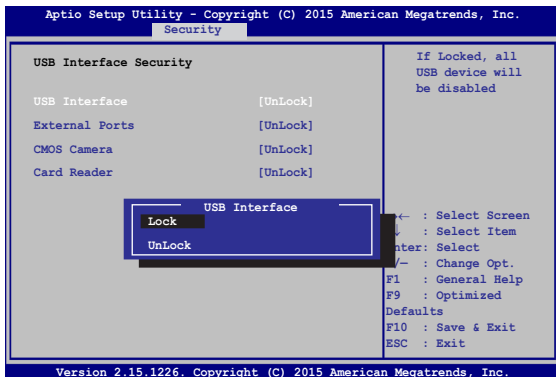 Aptio Setup Utility - Copyright (C) 2015 American Megatrends, Inc.
Security
USB Interface Security
USB Interface [UnLock]
External Ports [UnLock]
CMOS Camera [UnLock]
Card Reader [UnLock]
If Locked, all
USB device will
be disabled
USB Interface
Lock
UnLock
←  : Select Screen
↓  : Select Item
nter: Select
/—  : Change Opt.
F1  : General Help
F9  : Optimized
Defaults
F10  : Save & Exit
ESC  : Exit
Version 2.15.1226. Copyright (C) 2015 American Megatrends, Inc.